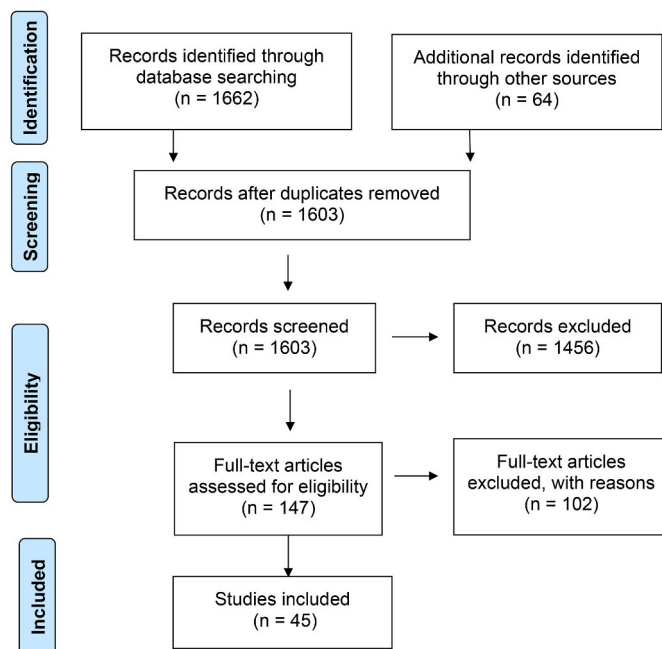 Identification
Records identified through
database searching
(n = 1662)
Additional records identified
through other sources
(n = 64)
Screening
Records after duplicates removed
(n = 1603)
Eligibility
Records screened
(n = 1603)
Records excluded
(n = 1456)
Full-text articles
assessed for eligibility
(n = 147)
Full-text articles
excluded, with reasons
(n = 102)
Included
Studies included
(n = 45)